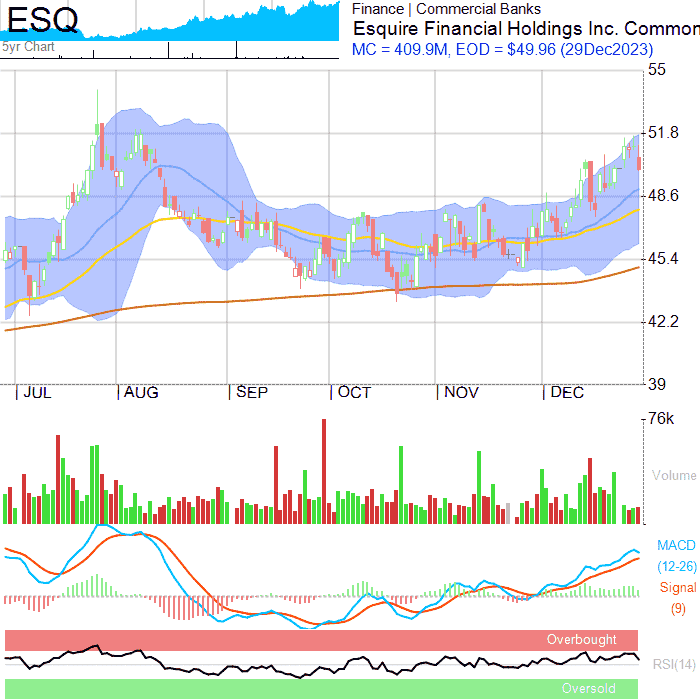 ESQ
5yr Chart
Finance | Commercial Banks
Esquire Financial Holdings Inc. Common
MC = 409.9M, EOD = $49.96 (29Dec2023)
55
51.8
48.6
45.4
42.2
39
JUL AUG SEP OCT NOV DEC
76k
Volume
MACD
(12-26)
Signal
(9)
Overbought
RSI(14)
Oversold